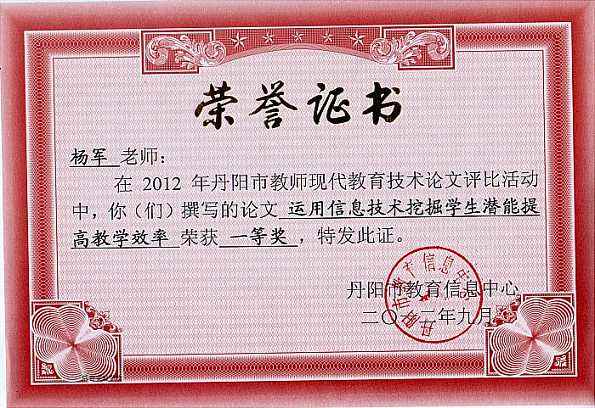 荣誉证书
杨军 老师：
在 2012 年丹阳市教师现代教育技术论文评比活动
中，你（们）撰写的论文 运用信息技术挖掘学生潜能提
高教学效率 荣获 一等奖，特发此证。
丹阳市教育信息中心
二〇一二年九月
丹阳市教育信息中心